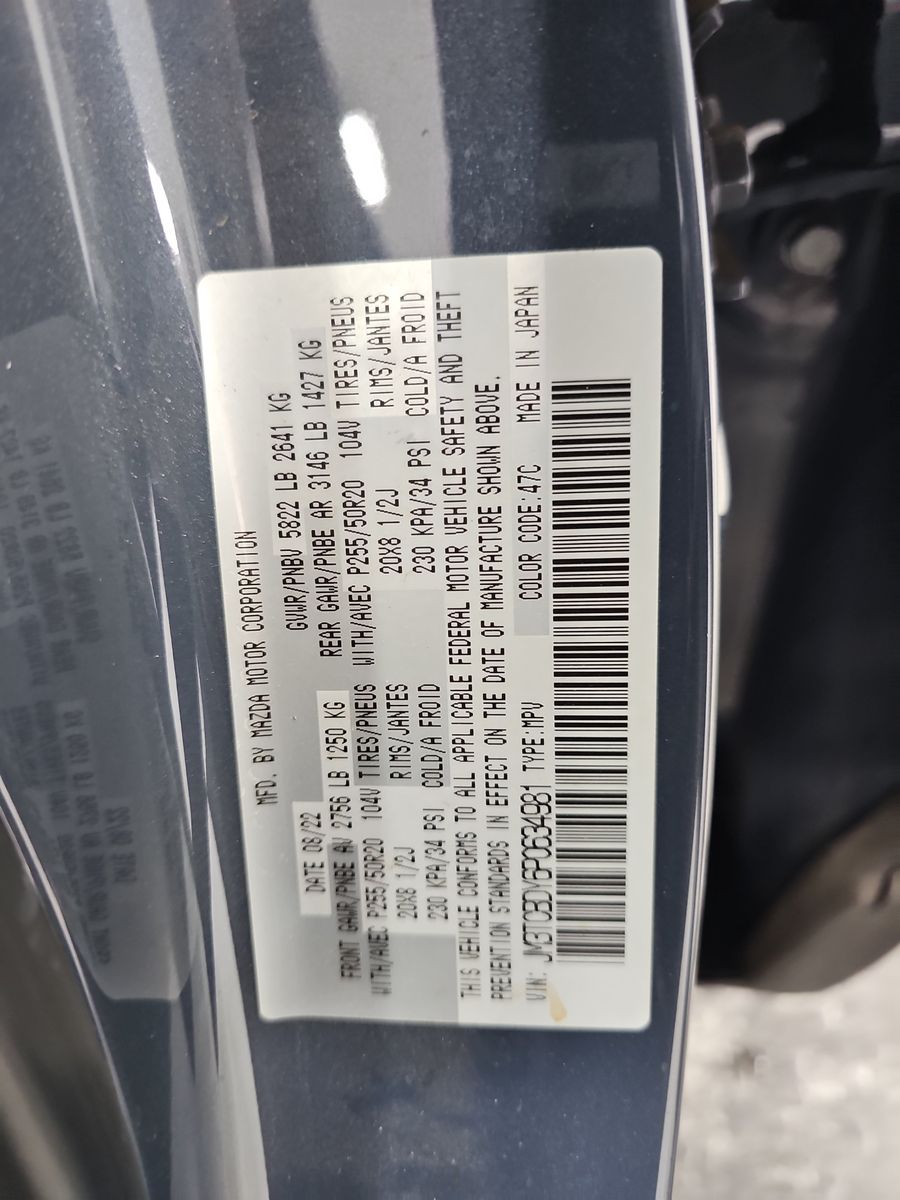 MFD. BY MAZDA MOTOR CORPORATION
DATE 08/22 GVWR/PNBV 5822 LB 2641 KG
FRONT GAWR/PNBE AV 2756 LB 1250 KG REAR GAWR/PNBE AR 3146 LB 1427 KG
WITH/AVEC P255/50R20 104V TIRES/PNEUS WITH/AVEC P255/50R20 104V TIRES/PNEUS
20X8 1/2J RIMS/JANTES 20X8 1/2J RIMS/JANTES
230 KPA/34 PSI COLD/A FROID 230 KPA/34 PSI COLD/A FROID
THIS VEHICLE CONFORMS TO ALL APPLICABLE FEDERAL MOTOR VEHICLE SAFETY AND THEFT
PREVENTION STANDARDS IN EFFECT ON THE DATE OF MANUFACTURE SHOWN ABOVE.
VIN: JM3TCBDY6P0634981 TYPE:MPV COLOR CODE:47C MADE IN JAPAN